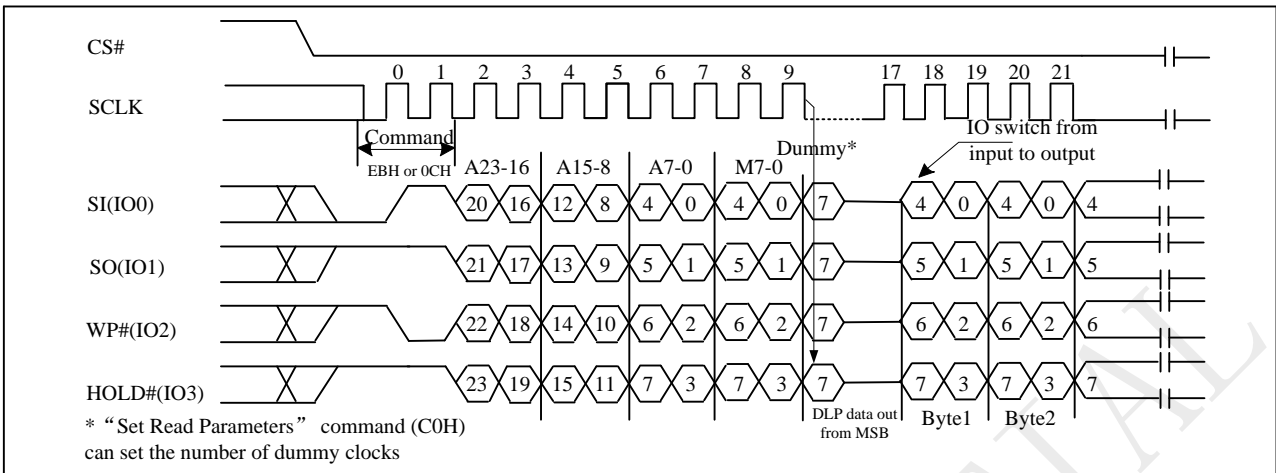 CS#
0 1 2 3 4 5 6 7 8 9 17 18 19 20 21
SCLK
Command
Dummy*
IO switch from
input to output
EBH or 0CH
A23-16 A15-8 A7-0 M7-0
SI(IO0) 20 16 12 8 4 0 4 0 7 4 0 4 0 4
SO(IO1) 21 17 13 9 5 1 5 1 7 5 1 5 1 5
WP#(IO2) 22 18 14 10 6 2 6 2 7 6 2 6 2 6
HOLD#(IO3) 23 19 15 11 7 3 7 3 7 7 3 7 3 7
DLP data out
from MSB
Byte1 Byte2
* “Set Read Parameters” command (C0H)
can set the number of dummy clocks